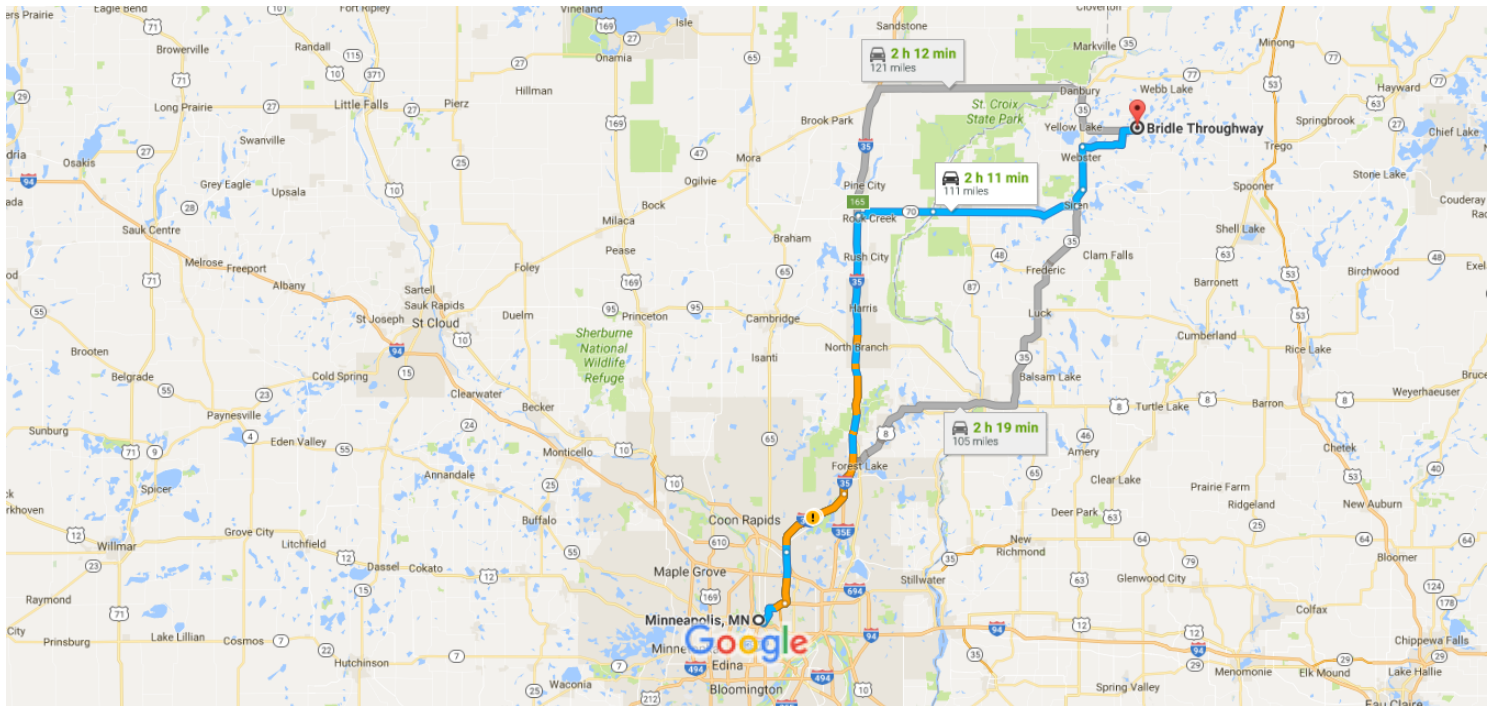 ers Prairie
Eagle Bend
Fort Ripley
Vineland
Isle
Sandstone
Cloverton
Browerville
Randall
Onamia
Markville
Minong
2 h 12 min
121 miles
Long Prairie
Little Falls
Pierz
Hillman
Danbury
Webb Lake
Hayward
St. Croix
State Park
Brook Park
Yellow Lake
Bridle Throughway
Springbrook
Chief Lake
Swanville
Mora
Webster
Trego
Osakis
Grey Eagle
Upsala
Ogilvie
Pine City
2 h 11 min
111 miles
Spooner
Stone Lake
Bock
165
Siren
Couderay
Sauk Centre
Milaca
Rock Creek
70
Braham
Pease
Rush City
Clam Falls
Shell Lake
Melrose
Freeport
Albany
Foley
Frederic
Birchwood
Exel
Sartell
Sauk Rapids
St Joseph
St Cloud
Duelm
Princeton
Cambridge
Harris
Luck
Barronett
Sherburne
National
Wildlife
Refuge
North Branch
Cumberland
Rice Lake
Brooten
Belgrade
Cold Spring
Isanti
Balsam Lake
Weyerhaeuser
Bruce
Clearwater
Becker
Turtle Lake
Barron
Paynesville
Sunburg
Eden Valley
Monticello
2 h 19 min
105 miles
Amery
Chetek
Annandale
Forest Lake
Clear Lake
Prairie Farm
Spicer
Ridgeland
New Auburn
Coon Rapids
Deer Park
Buffalo
Grove City
Litchfield
Willmar
New
Richmond
Bloomer
Dassel
Cokato
Maple Grove
Stillwater
Glenwood City
Raymond
Colfax
Minneapolis, MN
Google
Prinsburg
Lake Lillian
Cosmos
Hutchinson
Edina
Chippewa Falls
Waconia
Bloomington
Menomonie
Elk Mound
Lake Hallie
Spring Valley
Eau Claire